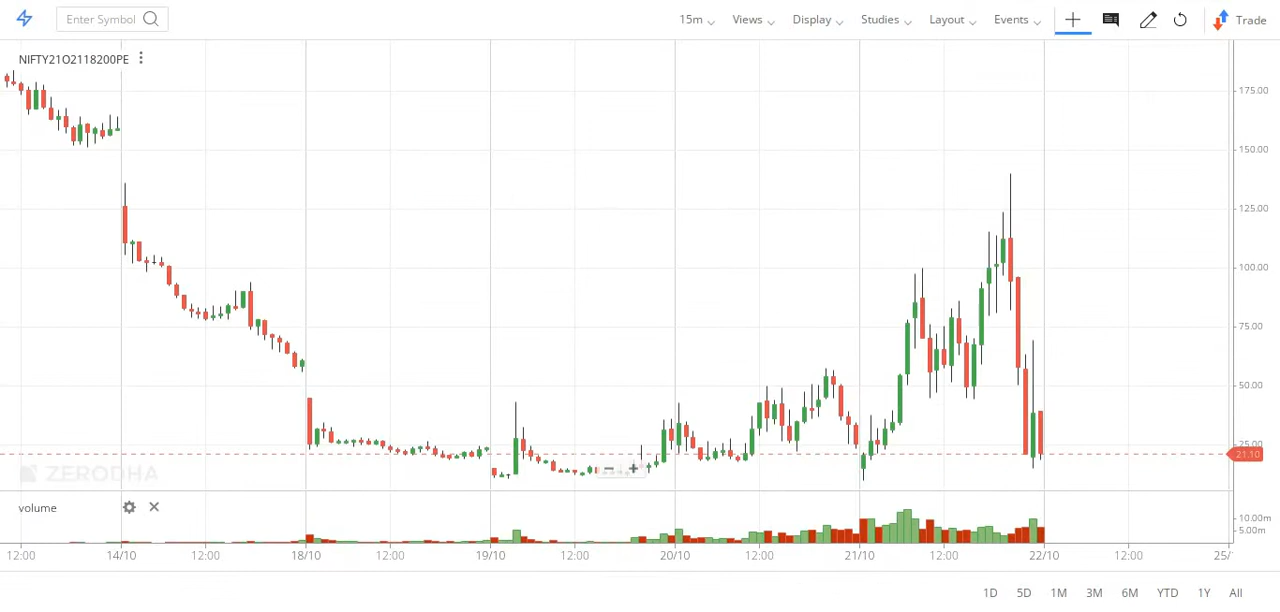 Enter Symbol 15m Views Display Studies Layout Events Trade
NIFTY21O2118200PE
175.00
150.00
125.00
100.00
75.00
50.00
25.00
21.10
ZERODHA
volume
10.00m
5.00m
12:00 14/10 12:00 18/10 12:00 19/10 12:00 20/10 12:00 21/10 12:00 22/10 12:00 25/
1D 5D 1M 3M 6M YTD 1Y All